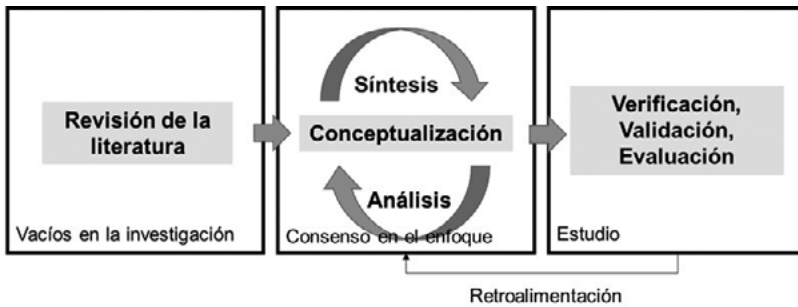 Revisión de la
literatura
Vacíos en la investigación
Síntesis
Conceptualización
Análisis
Consenso en el enfoque
Verificación,
Validación,
Evaluación
Estudio
Retroalimentación